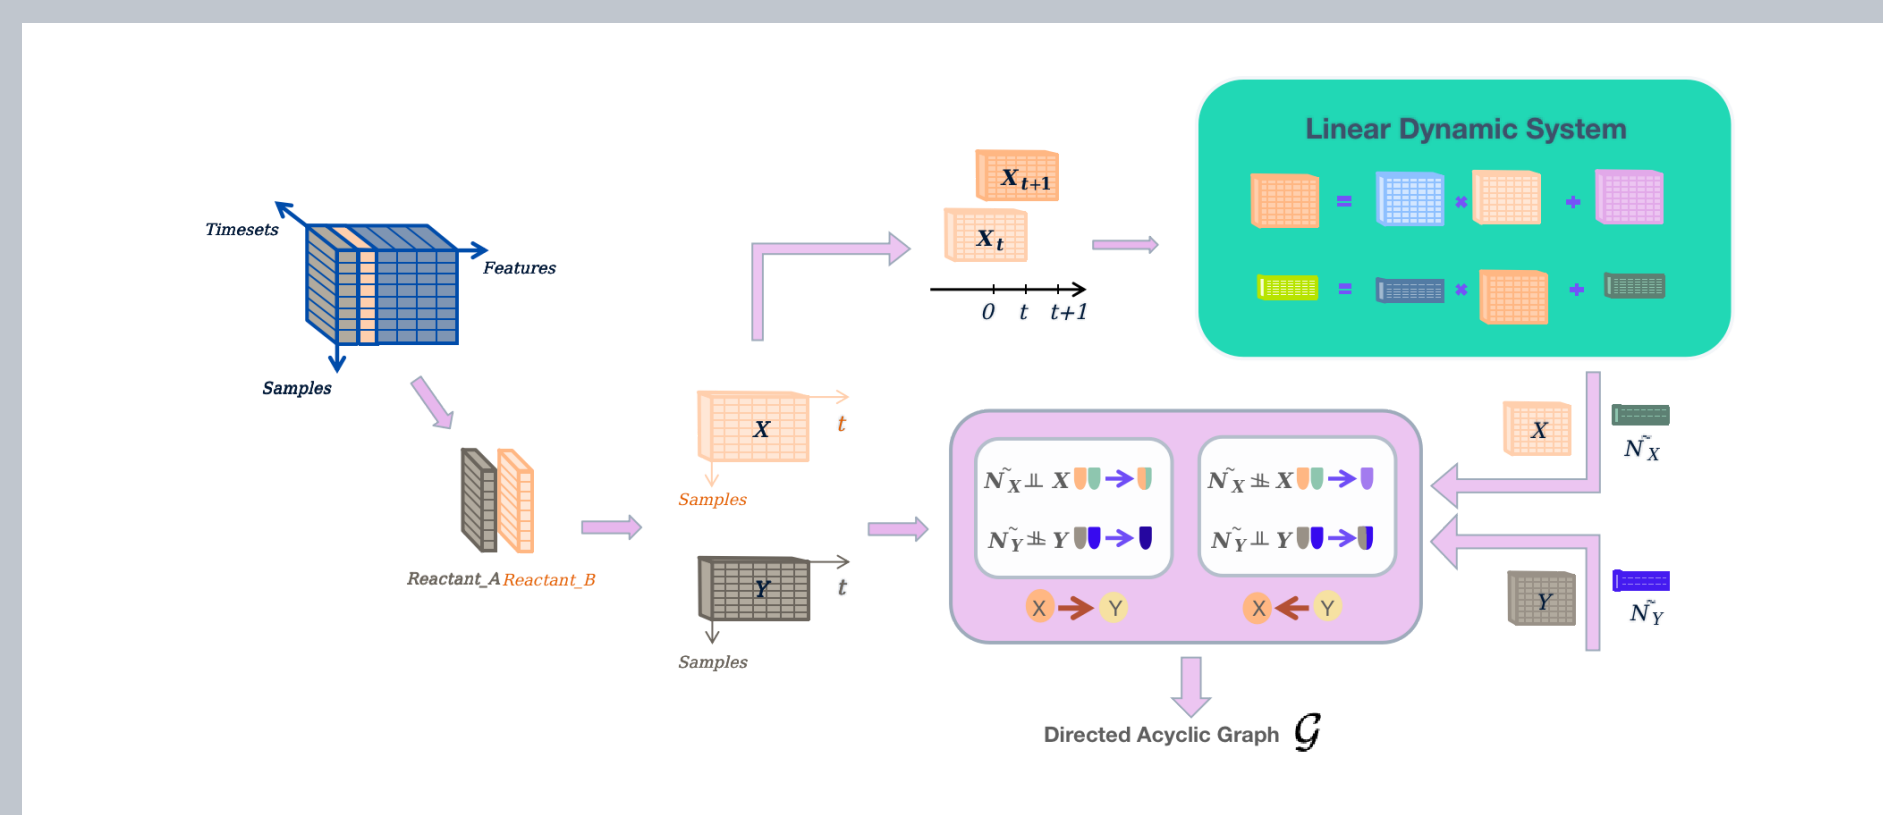 Timesets
Features
Samples
Reactant_A Reactant_B
X
t
Samples
Y
t
Samples
X_{t+1}
X_t
0 t t+1
Linear Dynamic System
= × +
= × +
X
Ñ_X
Y
Ñ_Y
Ñ_X ⫫ X
Ñ_Y ⫫̸ Y
X → Y
Ñ_X ⫫̸ X
Ñ_Y ⫫ Y
X ← Y
Directed Acyclic Graph 𝒢